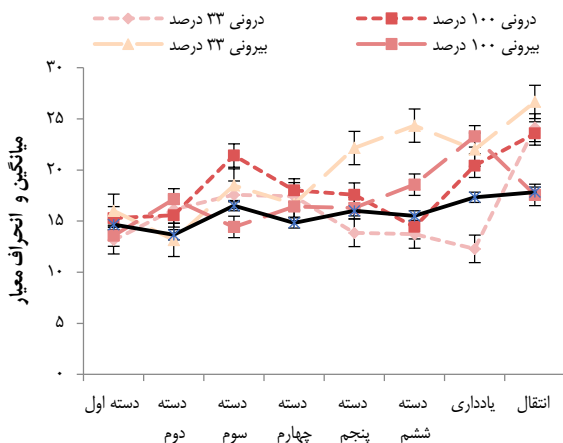 درونی ۳۳ درصد
درونی ۱۰۰ درصد
بیرونی ۳۳ درصد
بیرونی ۱۰۰ درصد
میانگین و انحراف معیار
۳۰
۲۵
۲۰
۱۵
۱۰
۵
۰
دسته اول
دسته دوم
دسته سوم
دسته چهارم
دسته پنجم
دسته ششم
یادداری
انتقال